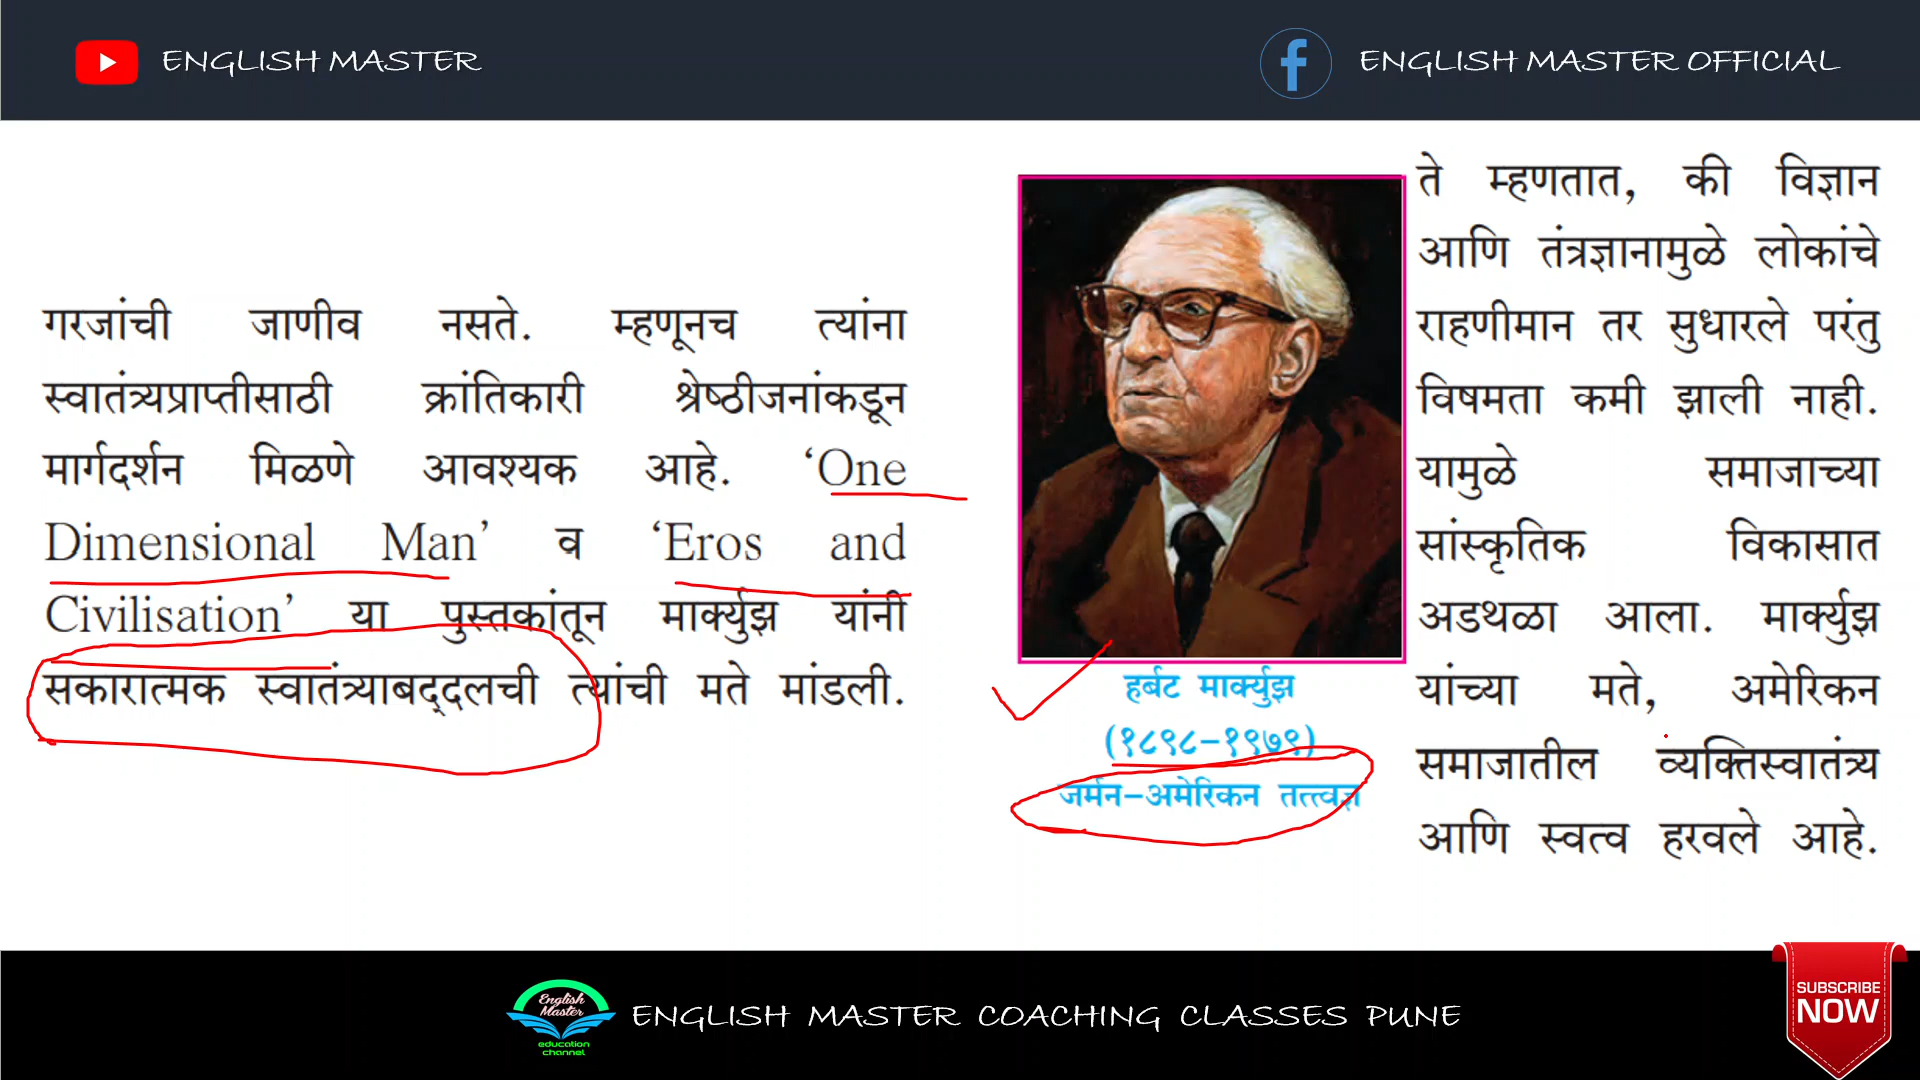 ENGLISH MASTER
ENGLISH MASTER OFFICIAL
गरजांची जाणीव नसते. म्हणूनच त्यांना
स्वातंत्र्यप्राप्तीसाठी क्रांतिकारी श्रेष्ठीजनांकडून
मार्गदर्शन मिळणे आवश्यक आहे. ‘One
Dimensional Man’ व ‘Eros and
Civilisation’ या पुस्तकांतून मार्क्युझ यांनी
सकारात्मक स्वातंत्र्याबद्दलची त्यांची मते मांडली.
हर्बट मार्क्युझ
(१८९८–१९७९)
जर्मन–अमेरिकन तत्त्वज्ञ
ते म्हणतात, की विज्ञान
आणि तंत्रज्ञानामुळे लोकांचे
राहणीमान तर सुधारले परंतु
विषमता कमी झाली नाही.
यामुळे समाजाच्या
सांस्कृतिक विकासात
अडथळा आला. मार्क्युझ
यांच्या मते, अमेरिकन
समाजातील व्यक्तिस्वातंत्र्य
आणि स्वत्व हरवले आहे.
English
Master
education
channel
ENGLISH MASTER COACHING CLASSES PUNE
SUBSCRIBE
NOW